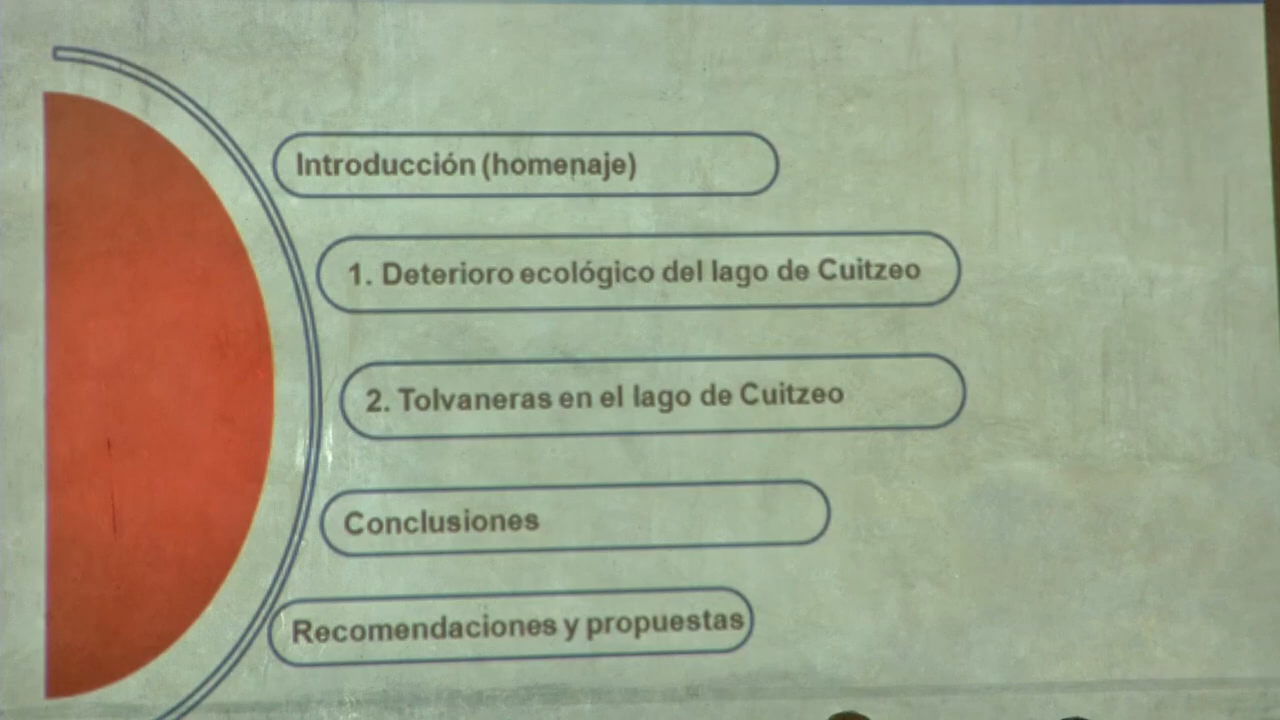 Introducción (homenaje)
1. Deterioro ecológico del lago de Cuitzeo
2. Tolvaneras en el lago de Cuitzeo
Conclusiones
Recomendaciones y propuestas